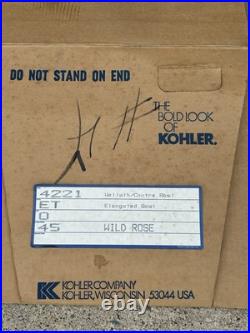 DO NOT STAND ON END
THE
BOLD LOOK
OF
KOHLER.
4221
ET Elongated Bowl
0
45 WILD ROSE
KOHLER COMPANY
KOHLER, WISCONSIN 53044 USA